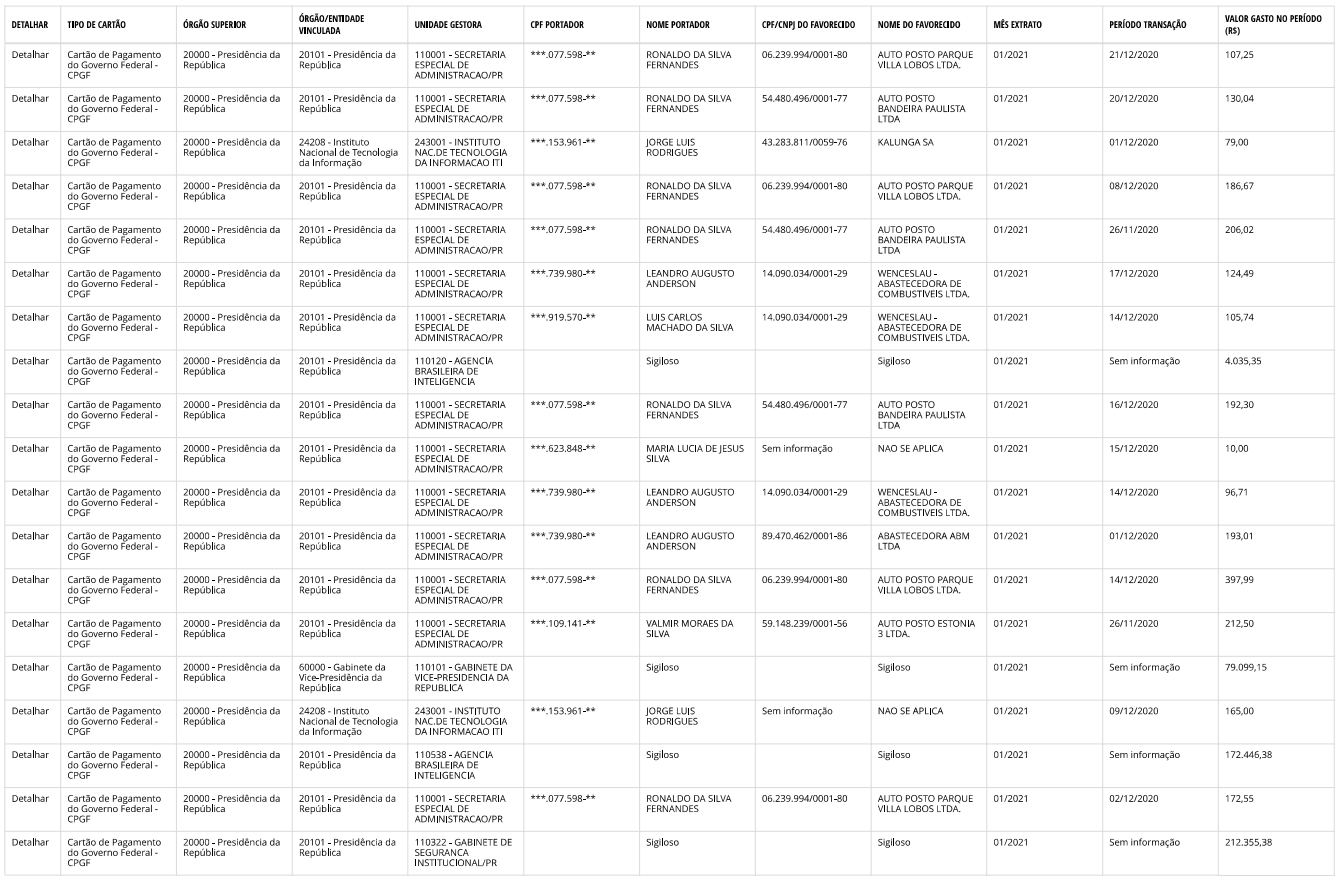 DETALHAR TIPO DE CARTÃO ÓRGÃO SUPERIOR ÓRGÃO/ENTIDADE VINCULADA UNIDADE GESTORA CPF PORTADOR NOME PORTADOR CPF/CNPJ DO FAVORECIDO NOME DO FAVORECIDO MÊS EXTRATO PERÍODO TRANSAÇÃO VALOR GASTO NO PERÍODO (R$)
Detalhar Cartão de Pagamento do Governo Federal - CPGF 20000 - Presidência da República 20101 - Presidência da República 110001 - SECRETARIA ESPECIAL DE ADMINISTRACAO/PR ***.077.598-** RONALDO DA SILVA FERNANDES 06.239.994/0001-80 AUTO POSTO PARQUE VILLA LOBOS LTDA. 01/2021 21/12/2020 107,25
Detalhar Cartão de Pagamento do Governo Federal - CPGF 20000 - Presidência da República 20101 - Presidência da República 110001 - SECRETARIA ESPECIAL DE ADMINISTRACAO/PR ***.077.598-** RONALDO DA SILVA FERNANDES 54.480.496/0001-77 AUTO POSTO BANDEIRA PAULISTA LTDA 01/2021 20/12/2020 130,04
Detalhar Cartão de Pagamento do Governo Federal - CPGF 20000 - Presidência da República 24208 - Instituto Nacional de Tecnologia da Informação 243001 - INSTITUTO NAC.DE TECNOLOGIA DA INFORMACAO ITI ***.153.961-** JORGE LUIS RODRIGUES 43.283.811/0059-76 KALUNGA SA 01/2021 01/12/2020 79,00
Detalhar Cartão de Pagamento do Governo Federal - CPGF 20000 - Presidência da República 20101 - Presidência da República 110001 - SECRETARIA ESPECIAL DE ADMINISTRACAO/PR ***.077.598-** RONALDO DA SILVA FERNANDES 06.239.994/0001-80 AUTO POSTO PARQUE VILLA LOBOS LTDA. 01/2021 08/12/2020 186,67
Detalhar Cartão de Pagamento do Governo Federal - CPGF 20000 - Presidência da República 20101 - Presidência da República 110001 - SECRETARIA ESPECIAL DE ADMINISTRACAO/PR ***.077.598-** RONALDO DA SILVA FERNANDES 54.480.496/0001-77 AUTO POSTO BANDEIRA PAULISTA LTDA 01/2021 26/11/2020 206,02
Detalhar Cartão de Pagamento do Governo Federal - CPGF 20000 - Presidência da República 20101 - Presidência da República 110001 - SECRETARIA ESPECIAL DE ADMINISTRACAO/PR ***.739.980-** LEANDRO AUGUSTO ANDERSON 14.090.034/0001-29 WENCESLAU - ABASTECEDORA DE COMBUSTIVEIS LTDA. 01/2021 17/12/2020 124,49
Detalhar Cartão de Pagamento do Governo Federal - CPGF 20000 - Presidência da República 20101 - Presidência da República 110001 - SECRETARIA ESPECIAL DE ADMINISTRACAO/PR ***.919.570-** LUIS CARLOS MACHADO DA SILVA 14.090.034/0001-29 WENCESLAU - ABASTECEDORA DE COMBUSTIVEIS LTDA. 01/2021 14/12/2020 105,74
Detalhar Cartão de Pagamento do Governo Federal - CPGF 20000 - Presidência da República 20101 - Presidência da República 110120 - AGENCIA BRASILEIRA DE INTELIGENCIA Sigiloso Sigiloso 01/2021 Sem informação 4.035,35
Detalhar Cartão de Pagamento do Governo Federal - CPGF 20000 - Presidência da República 20101 - Presidência da República 110001 - SECRETARIA ESPECIAL DE ADMINISTRACAO/PR ***.077.598-** RONALDO DA SILVA FERNANDES 54.480.496/0001-77 AUTO POSTO BANDEIRA PAULISTA LTDA 01/2021 16/12/2020 192,30
Detalhar Cartão de Pagamento do Governo Federal - CPGF 20000 - Presidência da República 20101 - Presidência da República 110001 - SECRETARIA ESPECIAL DE ADMINISTRACAO/PR ***.623.848-** MARIA LUCIA DE JESUS SILVA Sem informação NAO SE APLICA 01/2021 15/12/2020 10,00
Detalhar Cartão de Pagamento do Governo Federal - CPGF 20000 - Presidência da República 20101 - Presidência da República 110001 - SECRETARIA ESPECIAL DE ADMINISTRACAO/PR ***.739.980-** LEANDRO AUGUSTO ANDERSON 14.090.034/0001-29 WENCESLAU - ABASTECEDORA DE COMBUSTIVEIS LTDA. 01/2021 14/12/2020 96,71
Detalhar Cartão de Pagamento do Governo Federal - CPGF 20000 - Presidência da República 20101 - Presidência da República 110001 - SECRETARIA ESPECIAL DE ADMINISTRACAO/PR ***.739.980-** LEANDRO AUGUSTO ANDERSON 89.470.462/0001-86 ABASTECEDORA ABM LTDA 01/2021 01/12/2020 193,01
Detalhar Cartão de Pagamento do Governo Federal - CPGF 20000 - Presidência da República 20101 - Presidência da República 110001 - SECRETARIA ESPECIAL DE ADMINISTRACAO/PR ***.077.598-** RONALDO DA SILVA FERNANDES 06.239.994/0001-80 AUTO POSTO PARQUE VILLA LOBOS LTDA. 01/2021 14/12/2020 397,99
Detalhar Cartão de Pagamento do Governo Federal - CPGF 20000 - Presidência da República 20101 - Presidência da República 110001 - SECRETARIA ESPECIAL DE ADMINISTRACAO/PR ***.109.141-** VALMIR MORAES DA SILVA 59.148.239/0001-56 AUTO POSTO ESTONIA 3 LTDA. 01/2021 26/11/2020 212,50
Detalhar Cartão de Pagamento do Governo Federal - CPGF 20000 - Presidência da República 60000 - Gabinete da Vice-Presidência da República 110101 - GABINETE DA VICE-PRESIDENCIA DA REPUBLICA Sigiloso Sigiloso 01/2021 Sem informação 79.099,15
Detalhar Cartão de Pagamento do Governo Federal - CPGF 20000 - Presidência da República 24208 - Instituto Nacional de Tecnologia da Informação 243001 - INSTITUTO NAC.DE TECNOLOGIA DA INFORMACAO ITI ***.153.961-** JORGE LUIS RODRIGUES Sem informação NAO SE APLICA 01/2021 09/12/2020 165,00
Detalhar Cartão de Pagamento do Governo Federal - CPGF 20000 - Presidência da República 20101 - Presidência da República 110538 - AGENCIA BRASILEIRA DE INTELIGENCIA Sigiloso Sigiloso 01/2021 Sem informação 172.446,38
Detalhar Cartão de Pagamento do Governo Federal - CPGF 20000 - Presidência da República 20101 - Presidência da República 110001 - SECRETARIA ESPECIAL DE ADMINISTRACAO/PR ***.077.598-** RONALDO DA SILVA FERNANDES 06.239.994/0001-80 AUTO POSTO PARQUE VILLA LOBOS LTDA. 01/2021 02/12/2020 172,55
Detalhar Cartão de Pagamento do Governo Federal - CPGF 20000 - Presidência da República 20101 - Presidência da República 110322 - GABINETE DE SEGURANCA INSTITUCIONAL/PR Sigiloso Sigiloso 01/2021 Sem informação 212.355,38